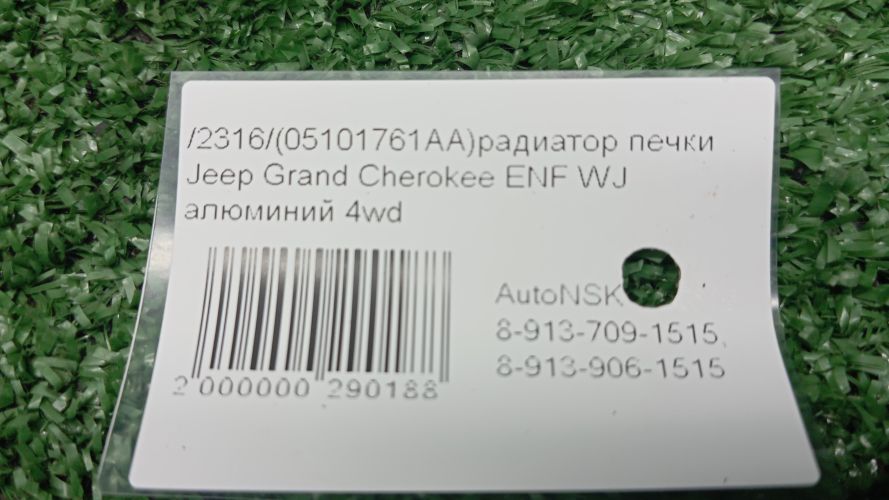 /2316/(05101761AA)радиатор печки
Jeep Grand Cherokee ENF WJ
алюминий 4wd
AutoNSK
8-913-709-1515,
8-913-906-1515
2 000000 290188